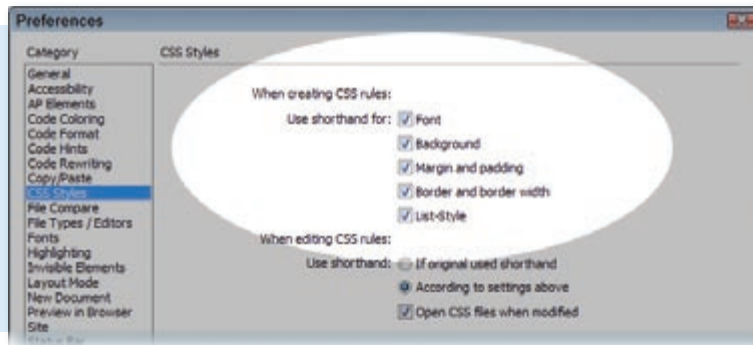 Preferences
Category
CSS Styles
General
Accessibility
AP Elements
Code Coloring
Code Format
Code Hints
Code Rewriting
Copy/Paste
CSS Styles
File Compare
File Types / Editors
Fonts
Highlighting
Invisible Elements
Layout Mode
New Document
Preview in Browser
Site
Status Bar
When creating CSS rules:
Use shorthand for: Font
Background
Margin and padding
Border and border width
List-Style
When editing CSS rules:
Use shorthand: If original used shorthand
According to settings above
Open CSS files when modified